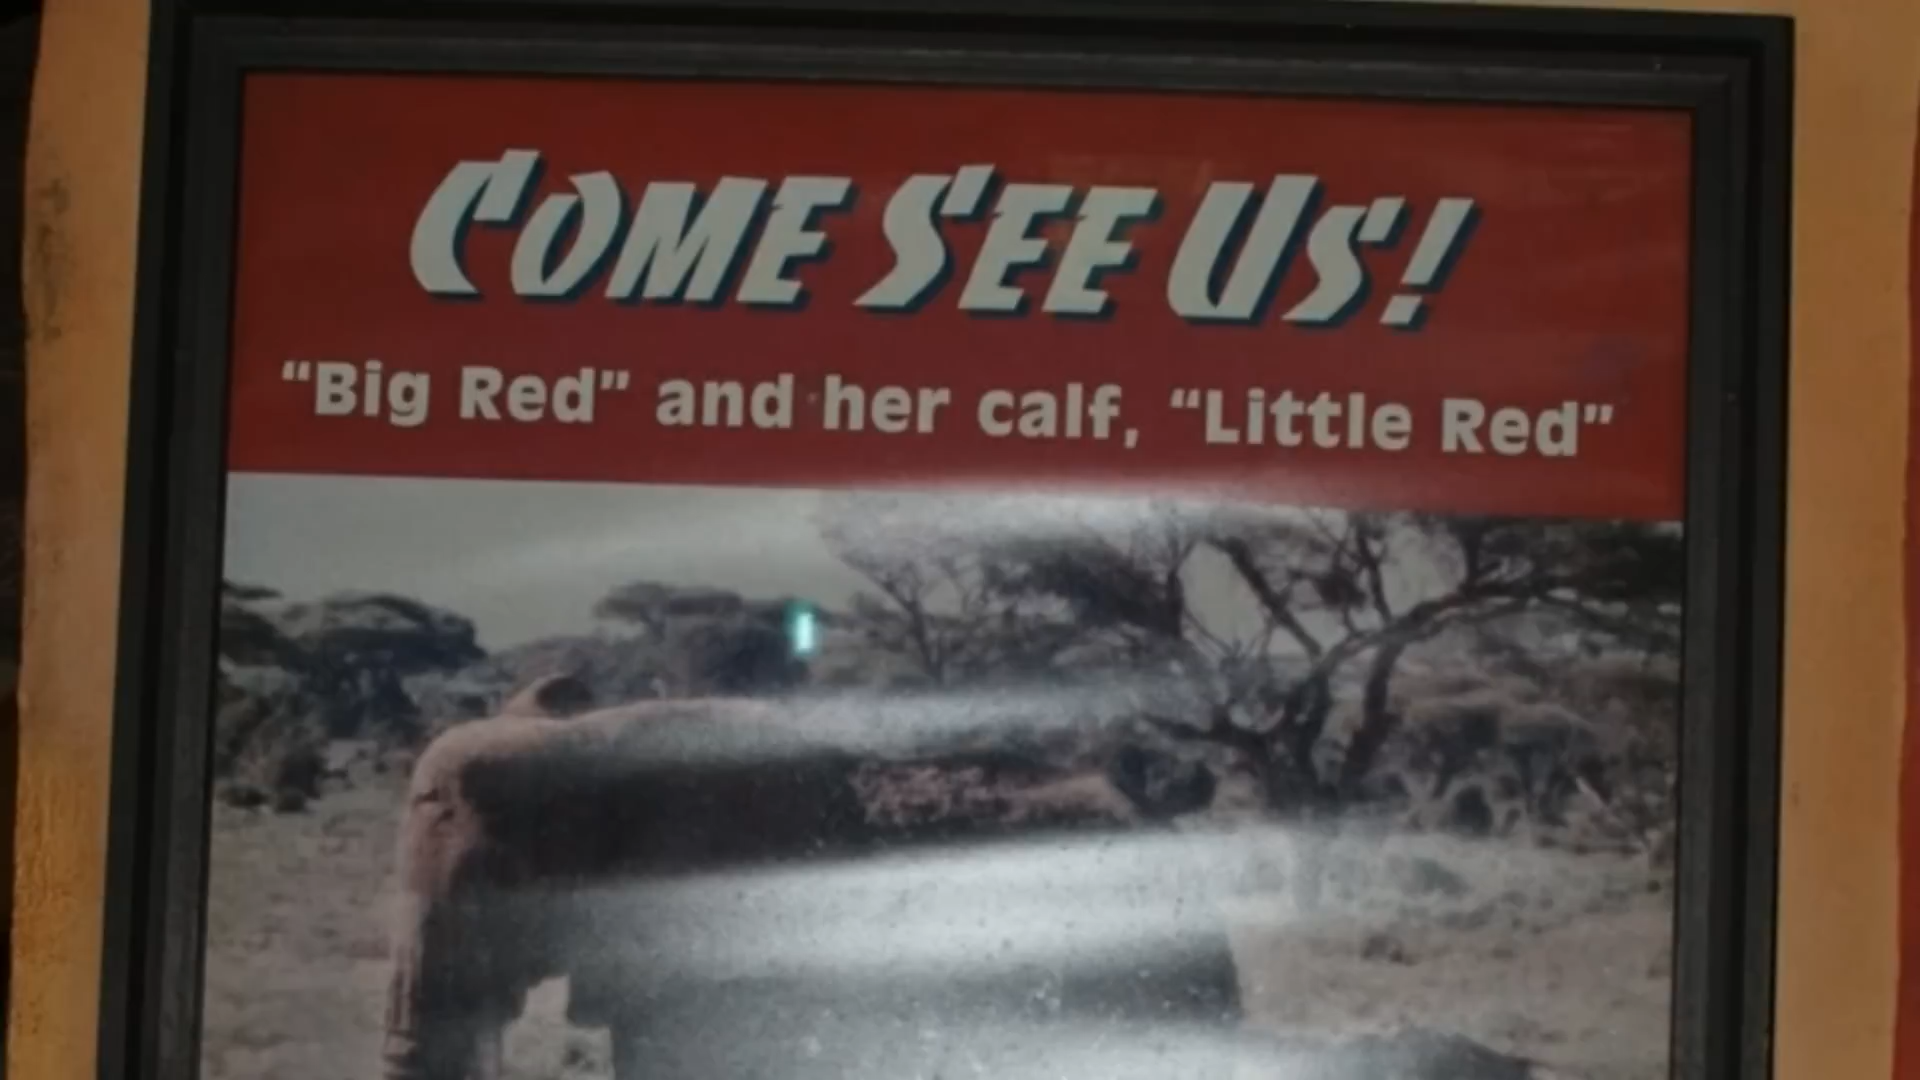 COME SEE US!
“Big Red” and her calf, “Little Red”